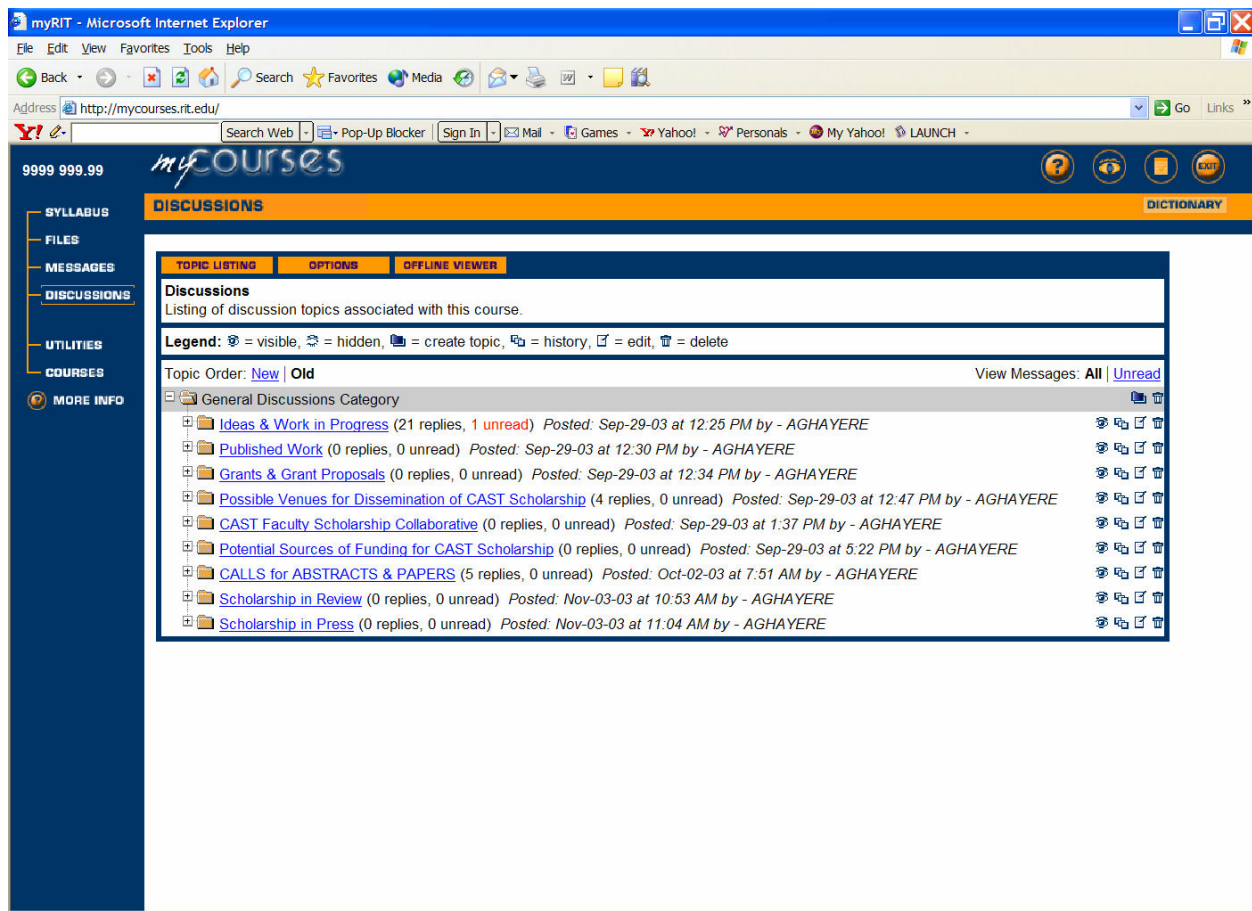 myRIT - Microsoft Internet Explorer
File Edit View Favorites Tools Help
Back Search Favorites Media
Address http://mycourses.rit.edu/ Go Links »
Y! Search Web Pop-Up Blocker Sign In Mail Games Yahoo! Personals My Yahoo! LAUNCH
9999 999.99 myCourses ? EXIT
DISCUSSIONS DICTIONARY
SYLLABUS
FILES
MESSAGES
DISCUSSIONS
UTILITIES
COURSES
MORE INFO
TOPIC LISTING OPTIONS OFFLINE VIEWER
Discussions
Listing of discussion topics associated with this course.
Legend: = visible, = hidden, = create topic, = history, = edit, = delete
Topic Order: New | Old View Messages: All | Unread
General Discussions Category
Ideas & Work in Progress (21 replies, 1 unread) Posted: Sep-29-03 at 12:25 PM by - AGHAYERE
Published Work (0 replies, 0 unread) Posted: Sep-29-03 at 12:30 PM by - AGHAYERE
Grants & Grant Proposals (0 replies, 0 unread) Posted: Sep-29-03 at 12:34 PM by - AGHAYERE
Possible Venues for Dissemination of CAST Scholarship (4 replies, 0 unread) Posted: Sep-29-03 at 12:47 PM by - AGHAYERE
CAST Faculty Scholarship Collaborative (0 replies, 0 unread) Posted: Sep-29-03 at 1:37 PM by - AGHAYERE
Potential Sources of Funding for CAST Scholarship (0 replies, 0 unread) Posted: Sep-29-03 at 5:22 PM by - AGHAYERE
CALLS for ABSTRACTS & PAPERS (5 replies, 0 unread) Posted: Oct-02-03 at 7:51 AM by - AGHAYERE
Scholarship in Review (0 replies, 0 unread) Posted: Nov-03-03 at 10:53 AM by - AGHAYERE
Scholarship in Press (0 replies, 0 unread) Posted: Nov-03-03 at 11:04 AM by - AGHAYERE